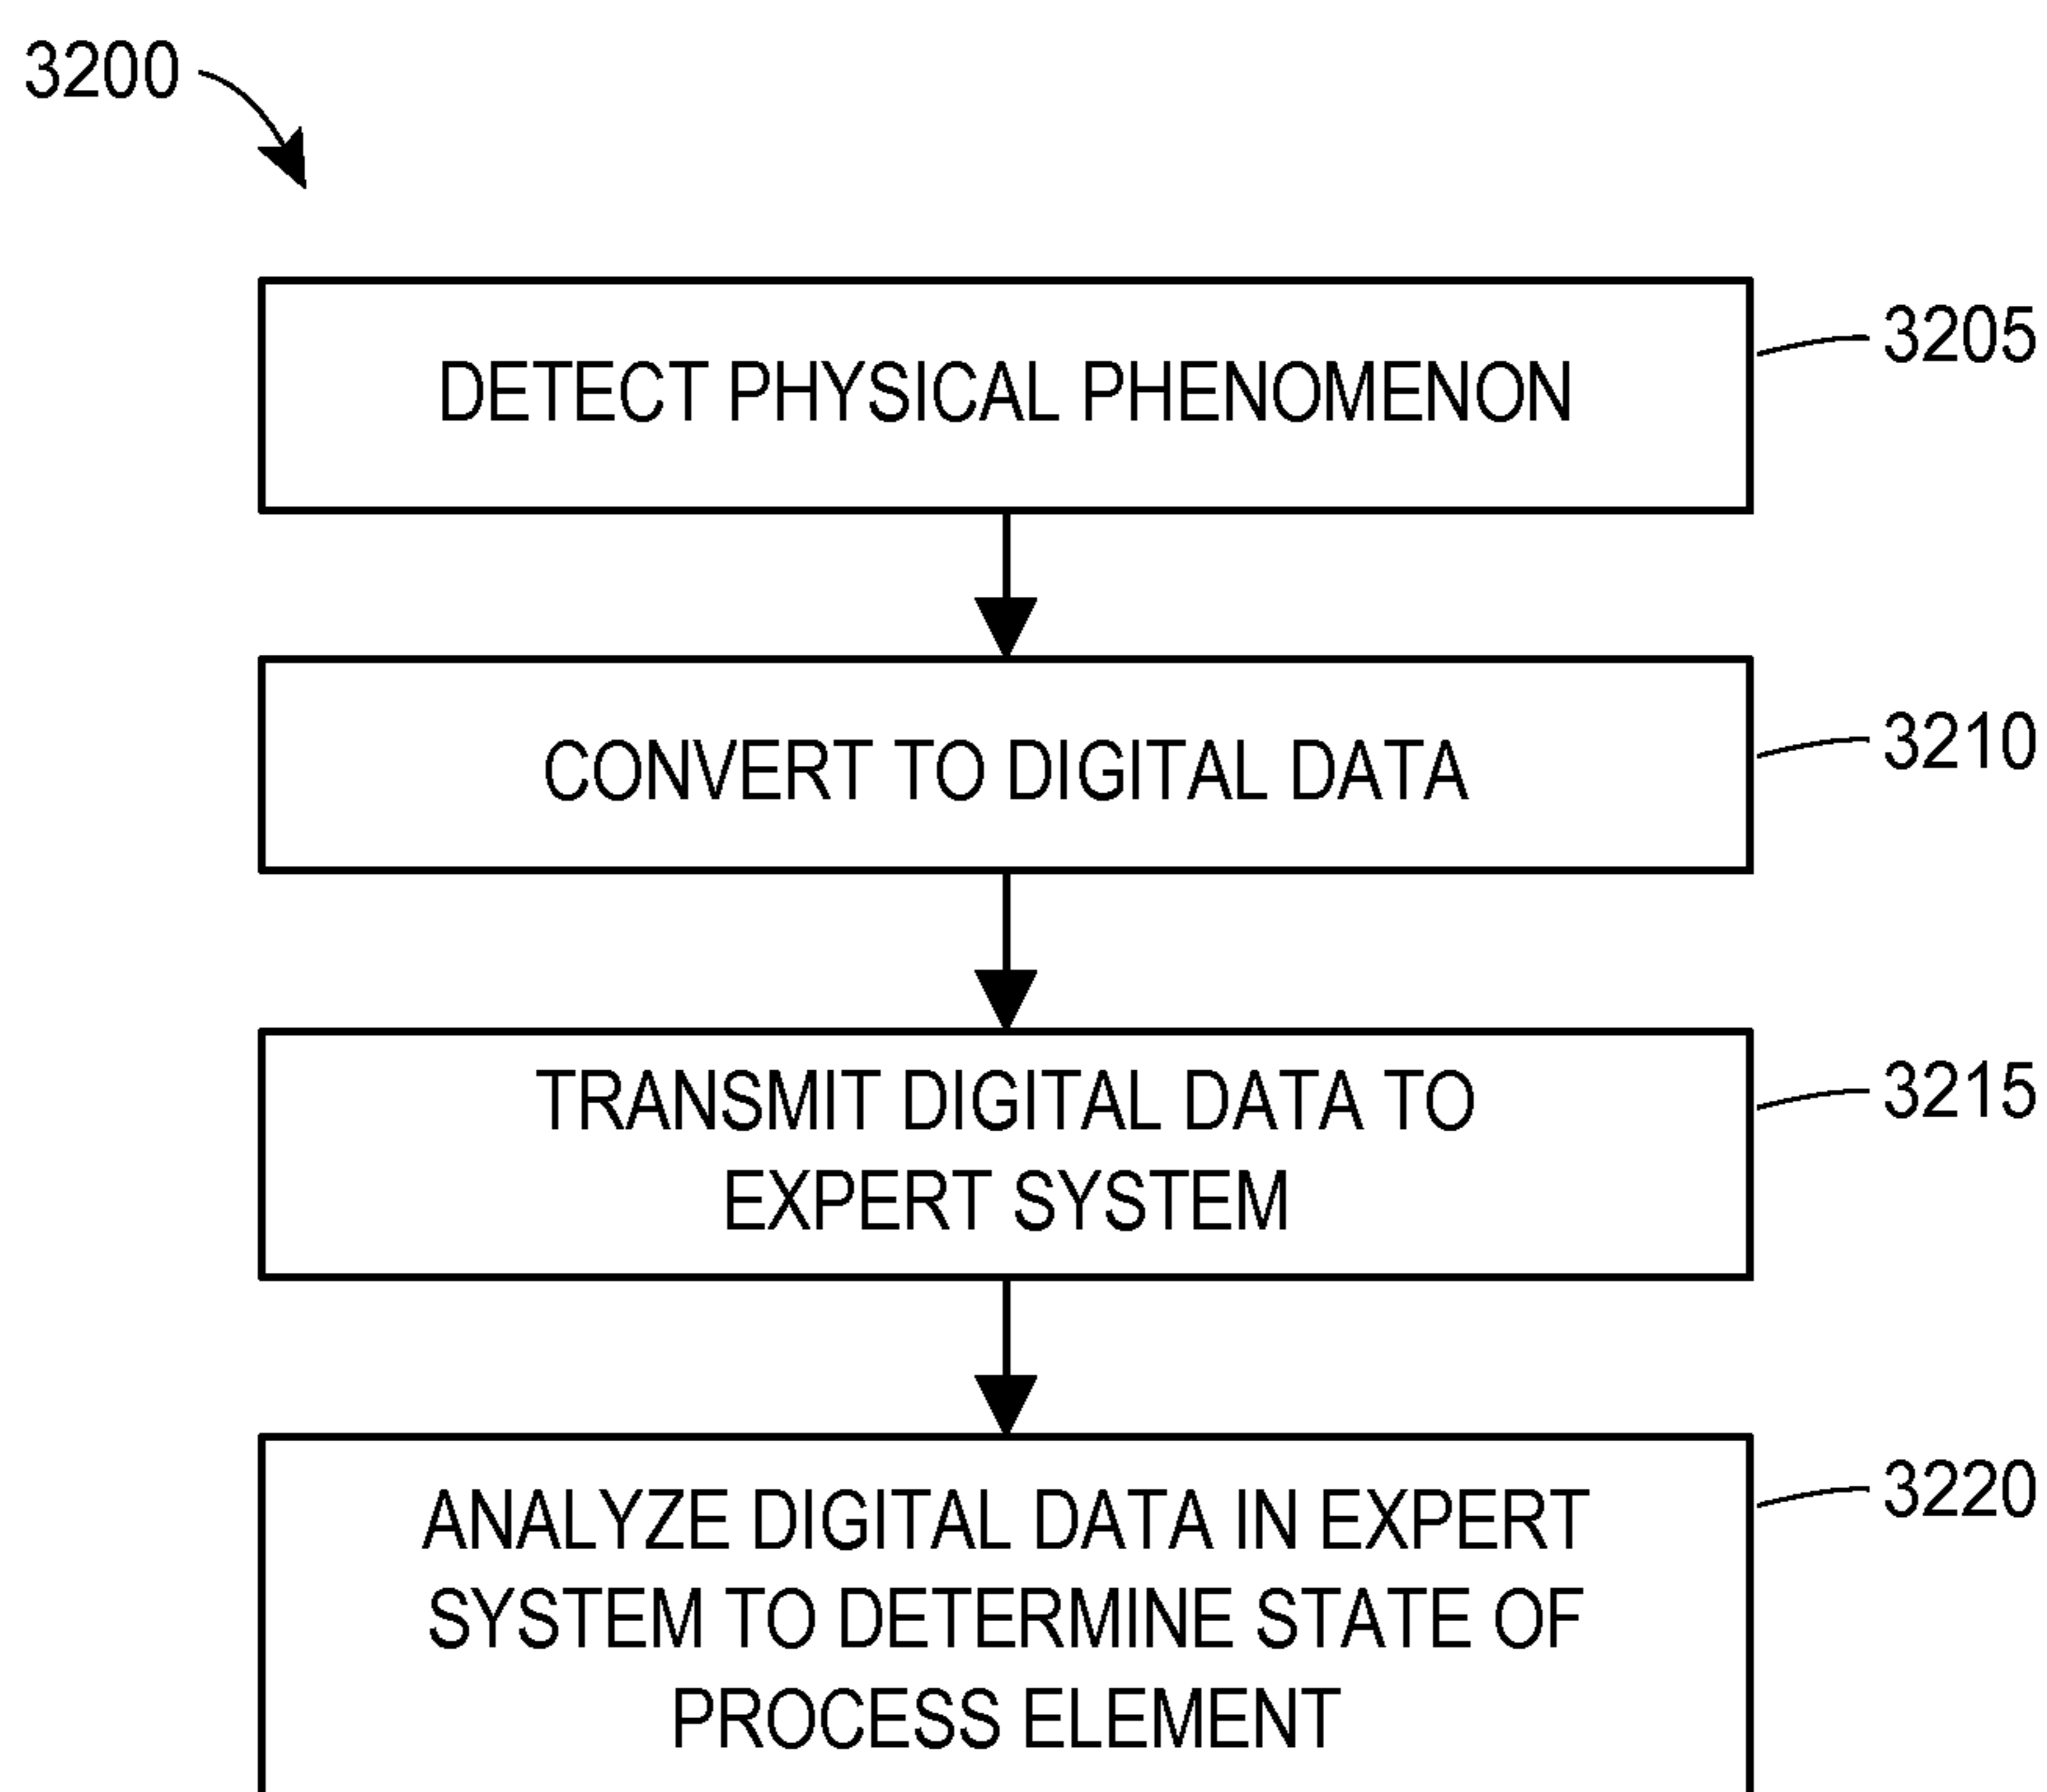 3200
DETECT PHYSICAL PHENOMENON
3205
CONVERT TO DIGITAL DATA
3210
TRANSMIT DIGITAL DATA TO
EXPERT SYSTEM
3215
ANALYZE DIGITAL DATA IN EXPERT
SYSTEM TO DETERMINE STATE OF
PROCESS ELEMENT
3220